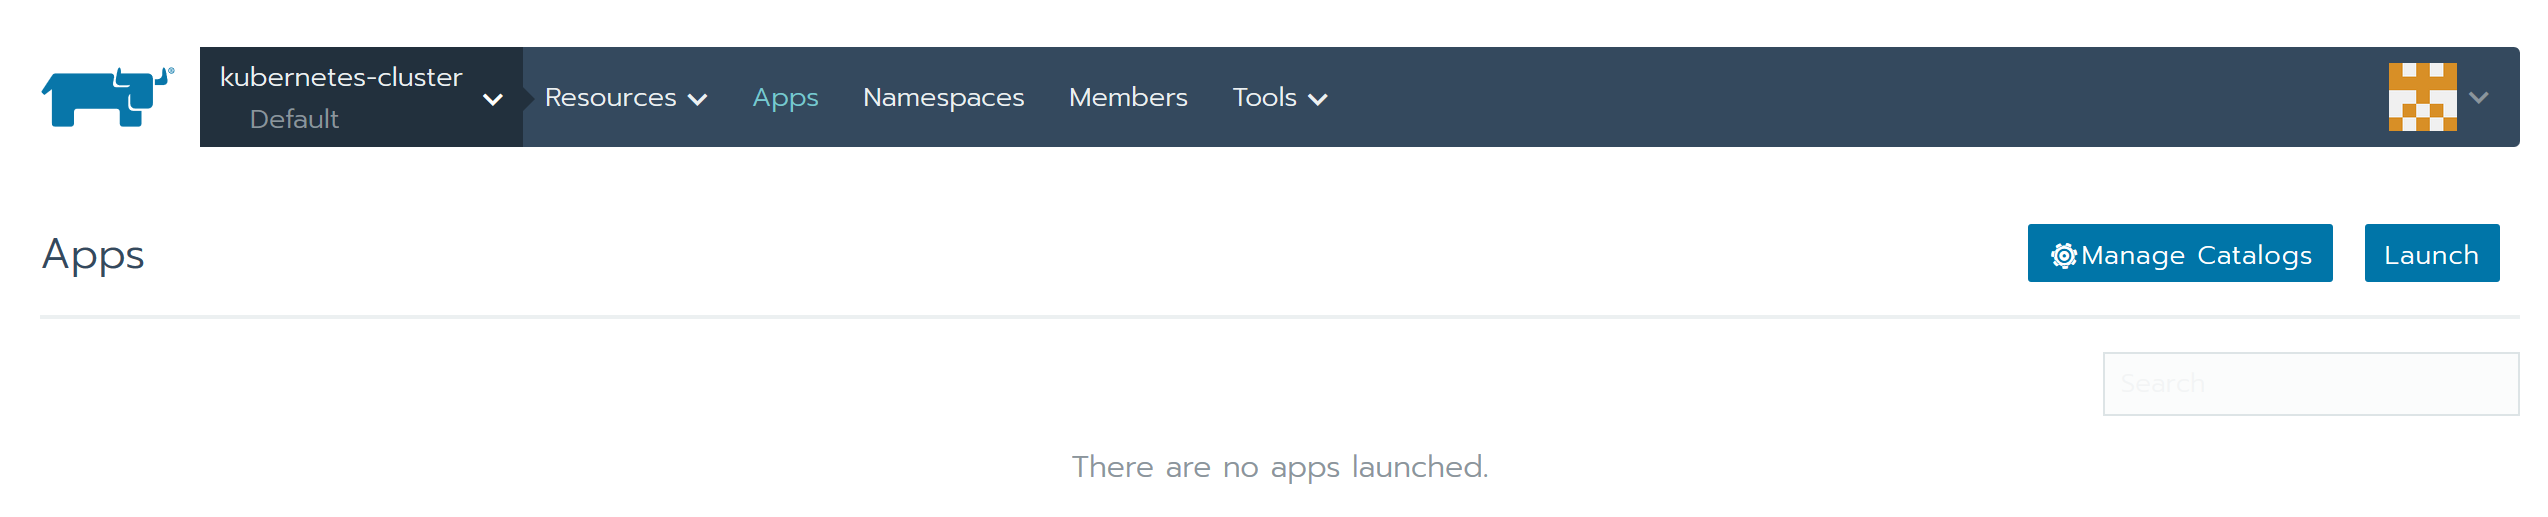 kubernetes-cluster
Default
Resources Apps Namespaces Members Tools
Apps
Manage Catalogs Launch
Search
There are no apps launched.